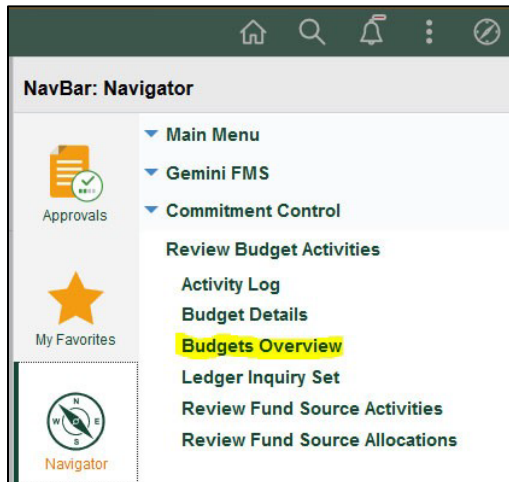 NavBar: Navigator
Approvals
My Favorites
N
W E
S
Navigator
Main Menu
Gemini FMS
Commitment Control
Review Budget Activities
Activity Log
Budget Details
Budgets Overview
Ledger Inquiry Set
Review Fund Source Activities
Review Fund Source Allocations